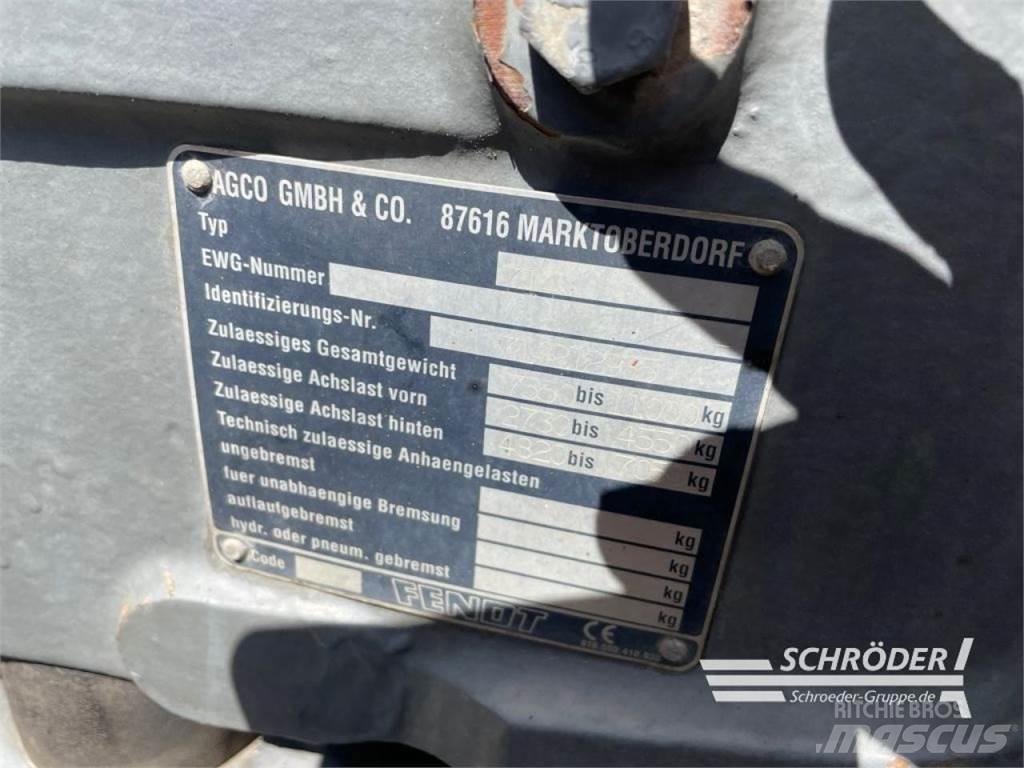 AGCO GMBH & CO. 87616 MARKTOBERDORF
Typ
EWG-Nummer
Identifizierungs-Nr.
Zulaessiges Gesamtgewicht bis kg
Zulaessige Achslast vorn 2732 bis kg
Zulaessige Achslast hinten 4820 bis kg
Technisch zulaessige Anhaengelasten
ungebremst kg
fuer unabhaengige Bremsung kg
auflaufgebremst kg
hydr. oder pneum. gebremst kg
Code
FENDT CE
SCHRÖDER
Schroeder-Gruppe.de
RITCHIE BROS
mascus